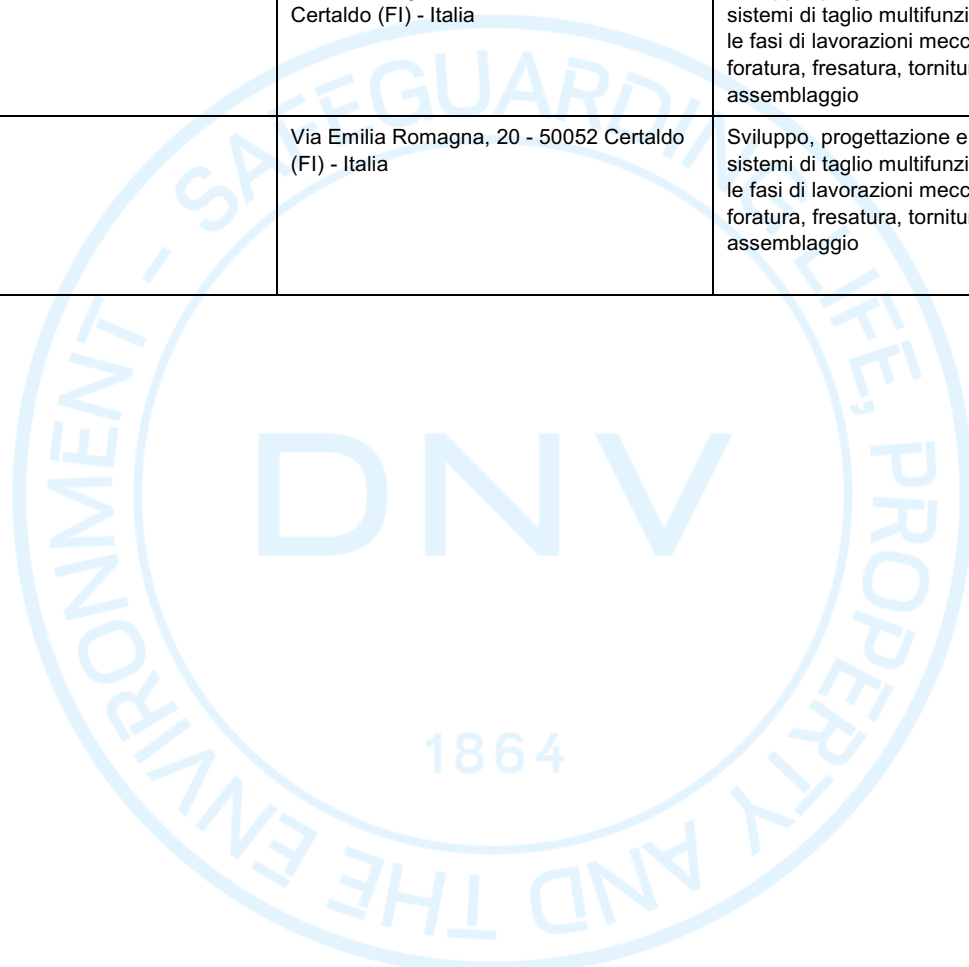 Certaldo (FI) - Italia
sistemi di taglio multifunzi
le fasi di lavorazioni mecc
foratura, fresatura, tornitu
assemblaggio
Via Emilia Romagna, 20 - 50052 Certaldo
(FI) - Italia
Sviluppo, progettazione e
sistemi di taglio multifunzi
le fasi di lavorazioni mecc
foratura, fresatura, tornitu
assemblaggio
SAFEGUARDING LIFE, PROPERTY AND THE ENVIRONMENT -
DNV
1864